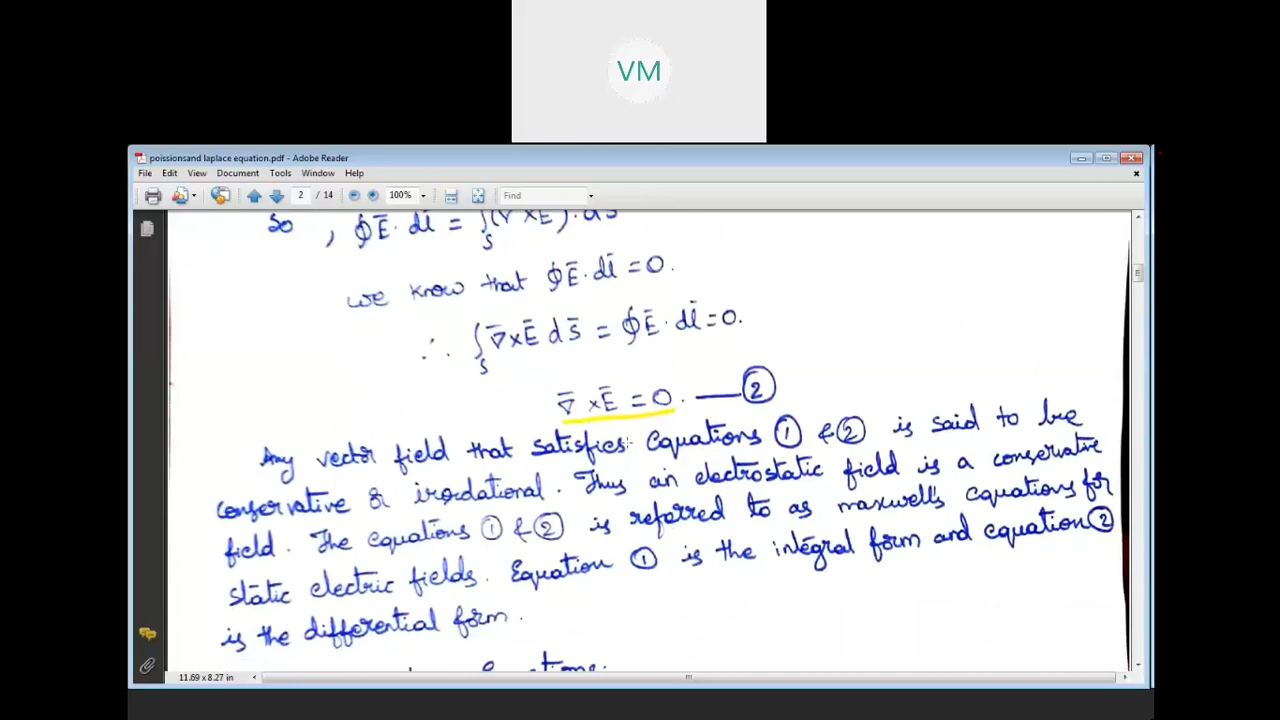 VM
poissionsand laplace equation.pdf - Adobe Reader
File Edit View Document Tools Window Help
2 / 14 100% Find
So , ∮Ē· dl̄ = ∫(∇ ×Ē)· ds
S
we know that ∮Ē· dl̄ = 0.
∴ ∫ ∇̄×Ē d s̄ = ∮Ē · dl̄ = 0.
S
∇̄ ×Ē = 0. — ②
Any vector field that satisfies equations ① & ② is said to be
conservative & irordational. Thus an electrostatic field is a conservative
field. The equations ① & ② is referred to as maxwell's equations for
static electric fields. Equation ① is the integral form and equation ②
is the differential form.
Equations.
11.69 x 8.27 in